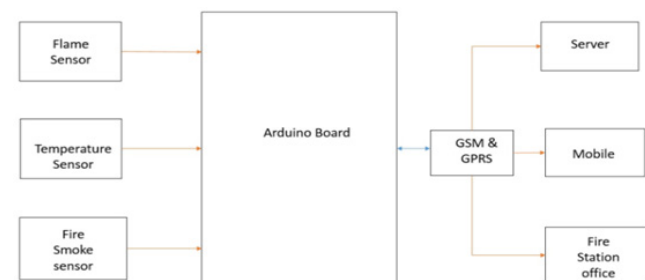 Flame
Sensor
Temperature
Sensor
Fire
Smoke
sensor
Arduino Board
GSM &
GPRS
Server
Mobile
Fire
Station
office